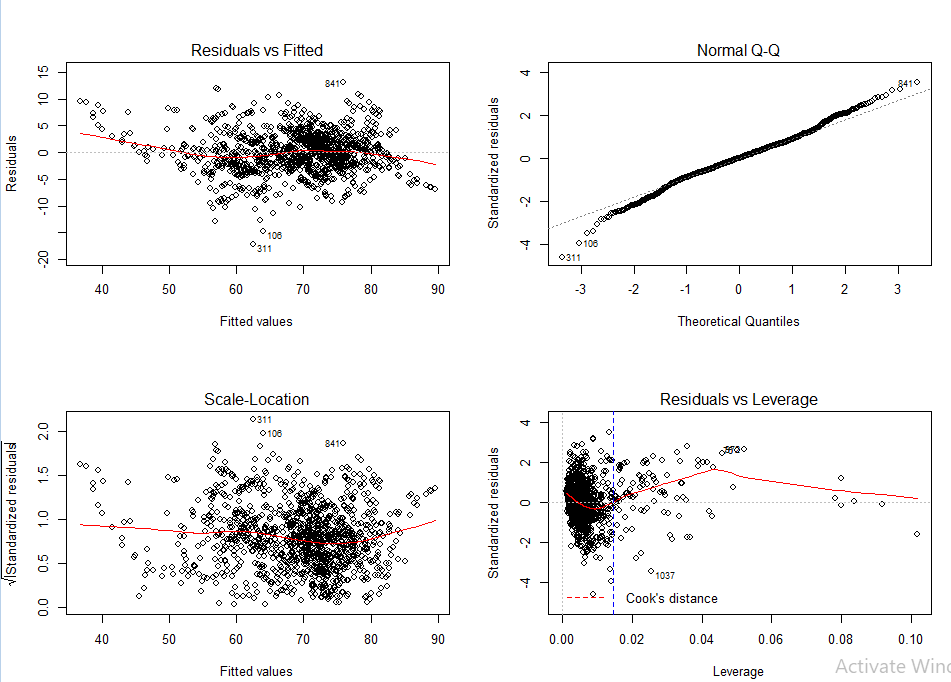 Residuals vs Fitted
Residuals
15
10
5
0
-5
-10
-20
841
106
311
40 50 60 70 80 90
Fitted values
Normal Q-Q
Standardized residuals
4
2
0
-2
-4
841
106
311
-3 -2 -1 0 1 2 3
Theoretical Quantiles
Scale-Location
√|Standardized residuals|
2.0
1.5
1.0
0.5
0.0
311
106
841
40 50 60 70 80 90
Fitted values
Residuals vs Leverage
Standardized residuals
4
2
0
-2
-4
1037
Cook's distance
0.00 0.02 0.04 0.06 0.08 0.10
Leverage
Activate Wind